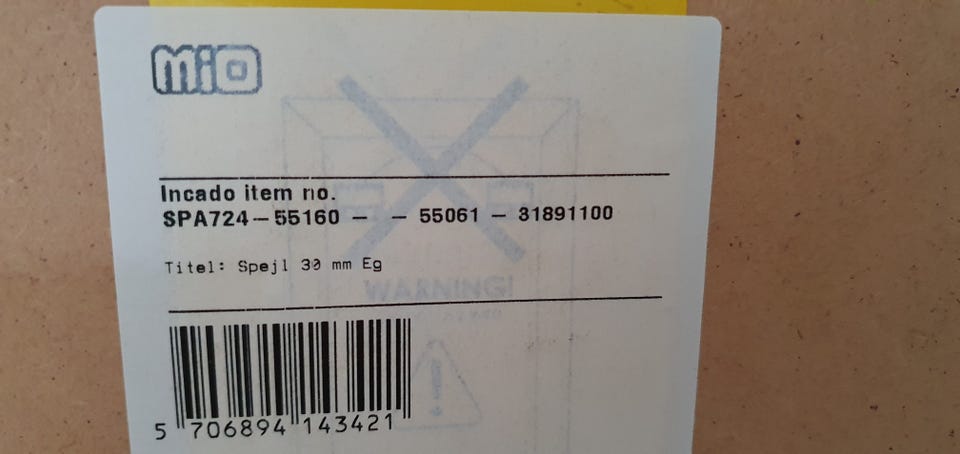 mio
Incado item no.
SPA724-55160 - - 55061 - 31891100
Titel: Spejl 30 mm Eg
WARNING!
5 706894 143421